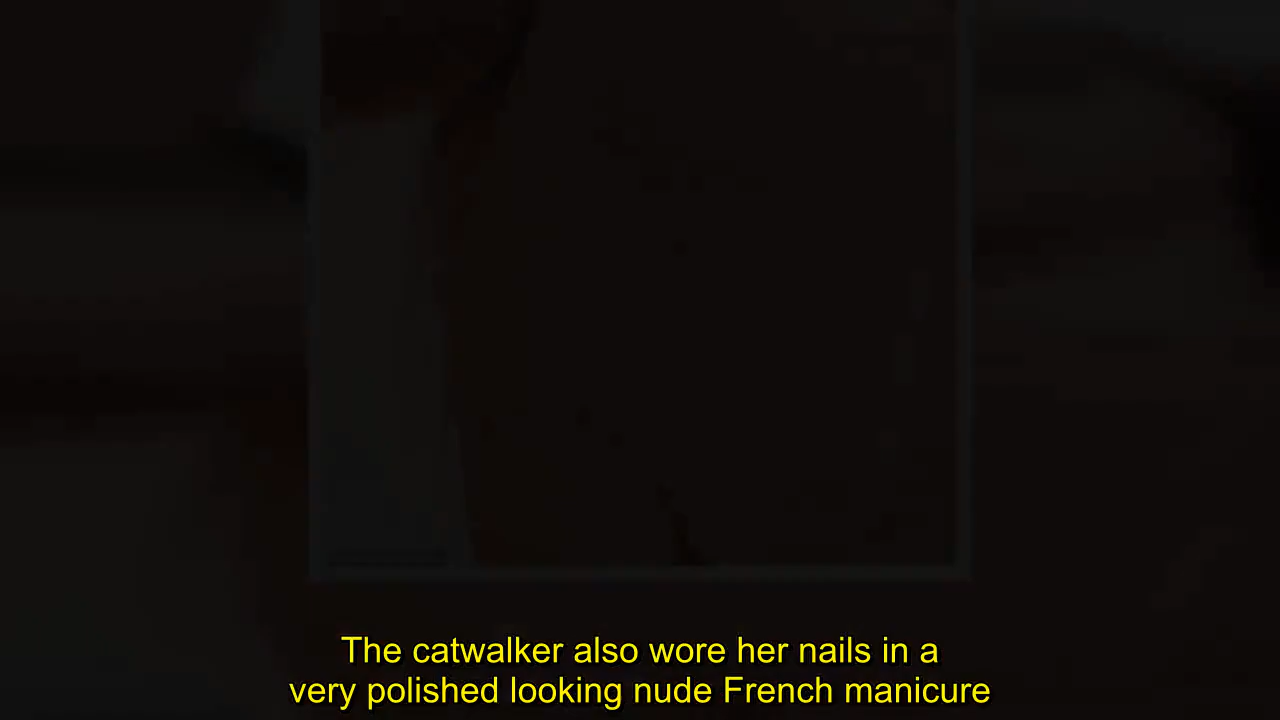 The catwalker also wore her nails in a
very polished looking nude French manicure